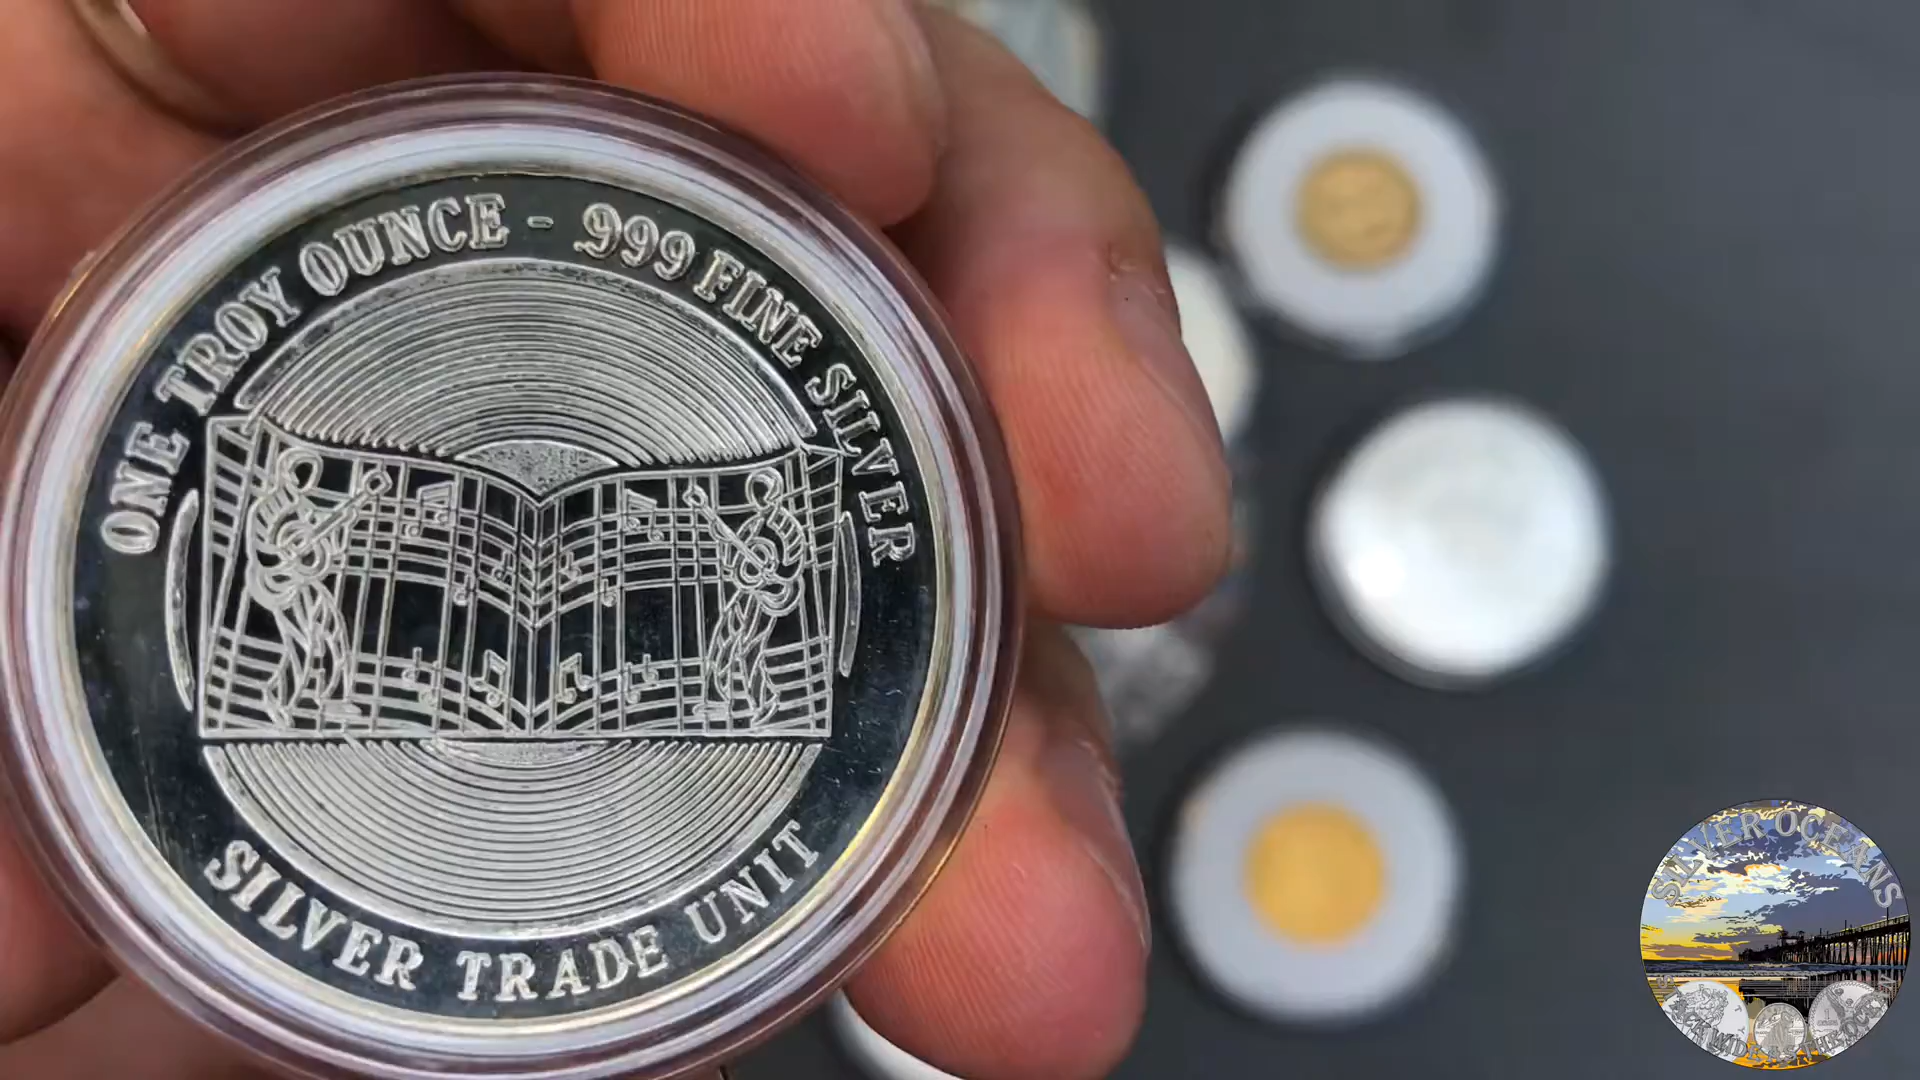 ONE TROY OUNCE - .999 FINE SILVER
SILVER TRADE UNIT
SILVER OCEANS